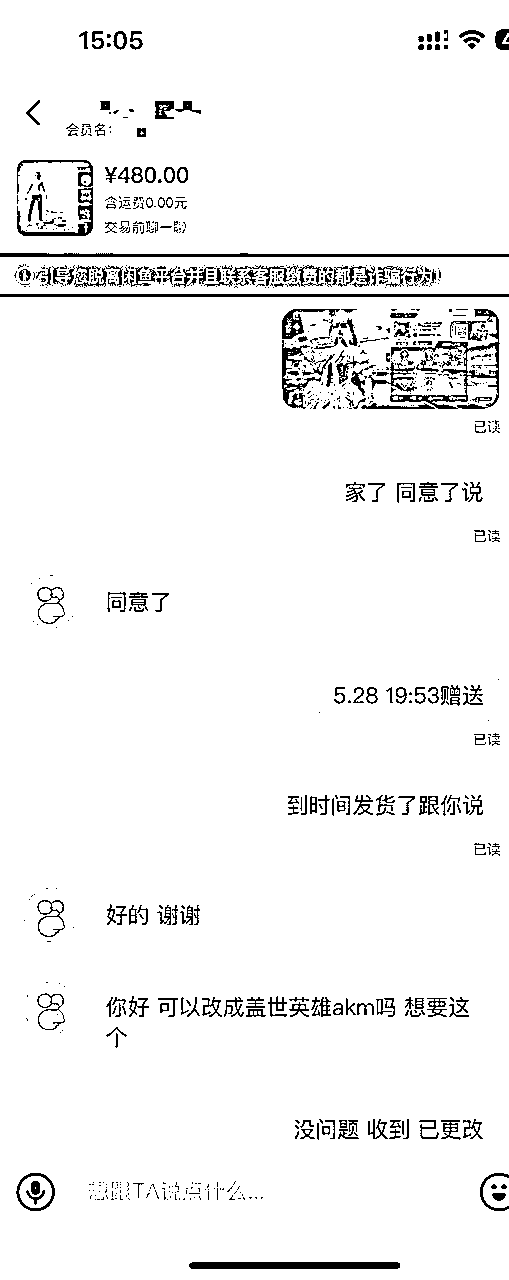 15:05
会员名：
¥480.00
含运费0.00元
交易前聊一聊
引导您脱离闲鱼平台并且联系客服缴费的都是诈骗行为！
已读
家了 同意了说
已读
同意了
5.28 19:53赠送
已读
到时间发货了跟你说
已读
好的 谢谢
你好 可以改成盖世英雄akm吗 想要这
个
没问题 收到 已更改
想跟TA说点什么...